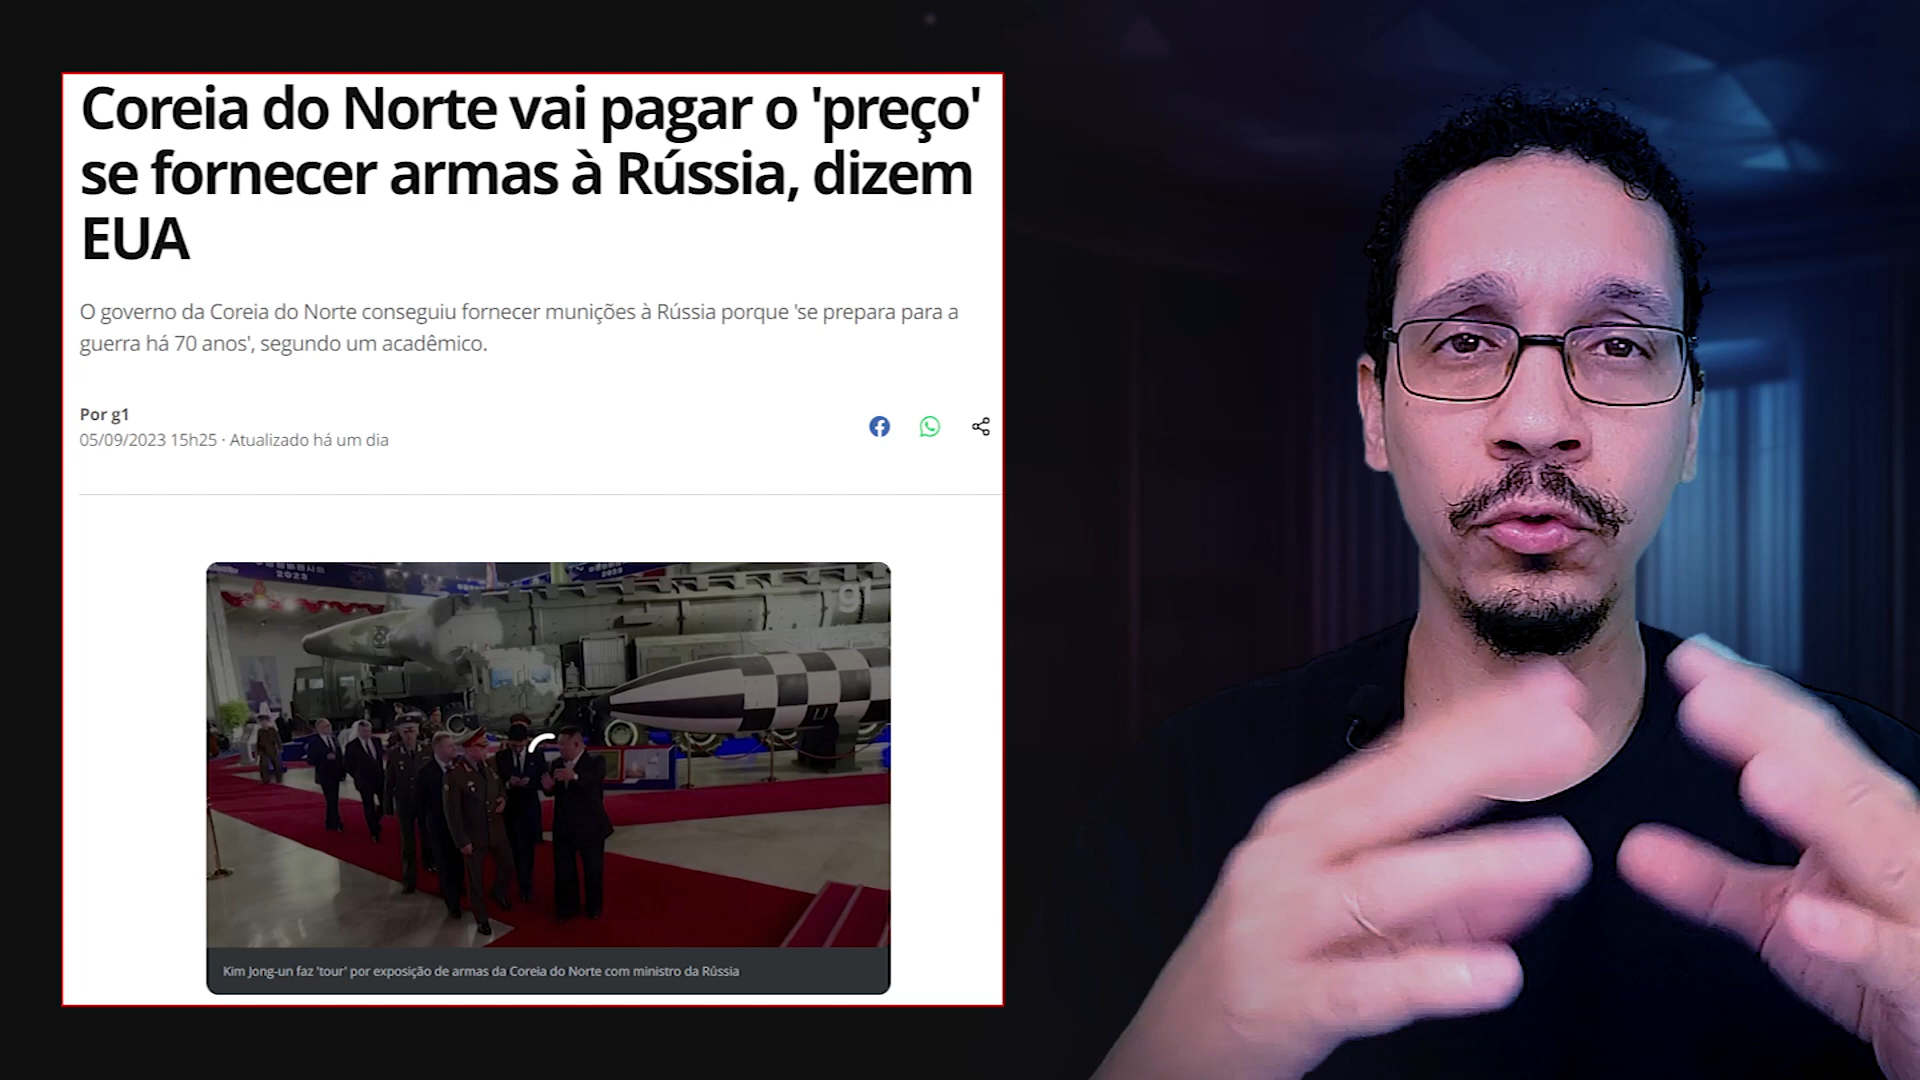 Coreia do Norte vai pagar o 'preço'
se fornecer armas à Rússia, dizem
EUA
O governo da Coreia do Norte conseguiu fornecer munições à Rússia porque 'se prepara para a
guerra há 70 anos', segundo um acadêmico.
Por g1
05/09/2023 15h25 · Atualizado há um dia
2023
g1
Kim Jong-un faz 'tour' por exposição de armas da Coreia do Norte com ministro da Rússia